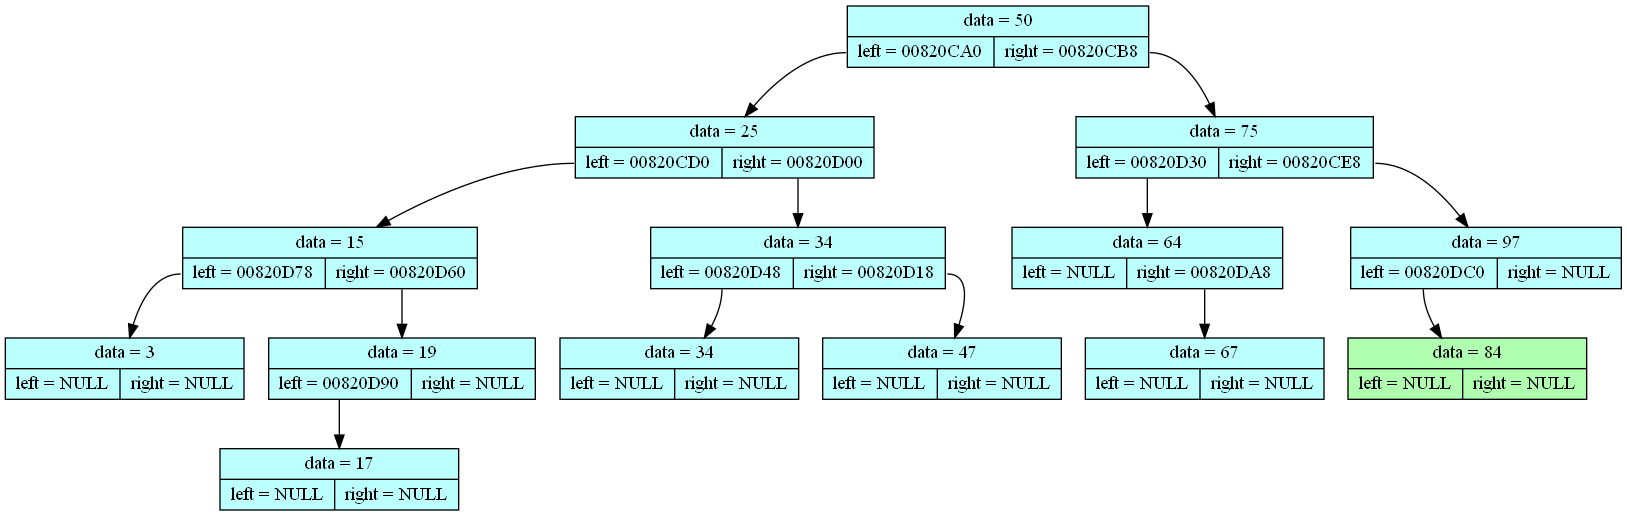 data = 50
left = 00820CA0 right = 00820CB8
data = 25
left = 00820CD0 right = 00820D00
data = 75
left = 00820D30 right = 00820CE8
data = 15
left = 00820D78 right = 00820D60
data = 34
left = 00820D48 right = 00820D18
data = 64
left = NULL right = 00820DA8
data = 97
left = 00820DC0 right = NULL
data = 3
left = NULL right = NULL
data = 19
left = 00820D90 right = NULL
data = 34
left = NULL right = NULL
data = 47
left = NULL right = NULL
data = 67
left = NULL right = NULL
data = 84
left = NULL right = NULL
data = 17
left = NULL right = NULL